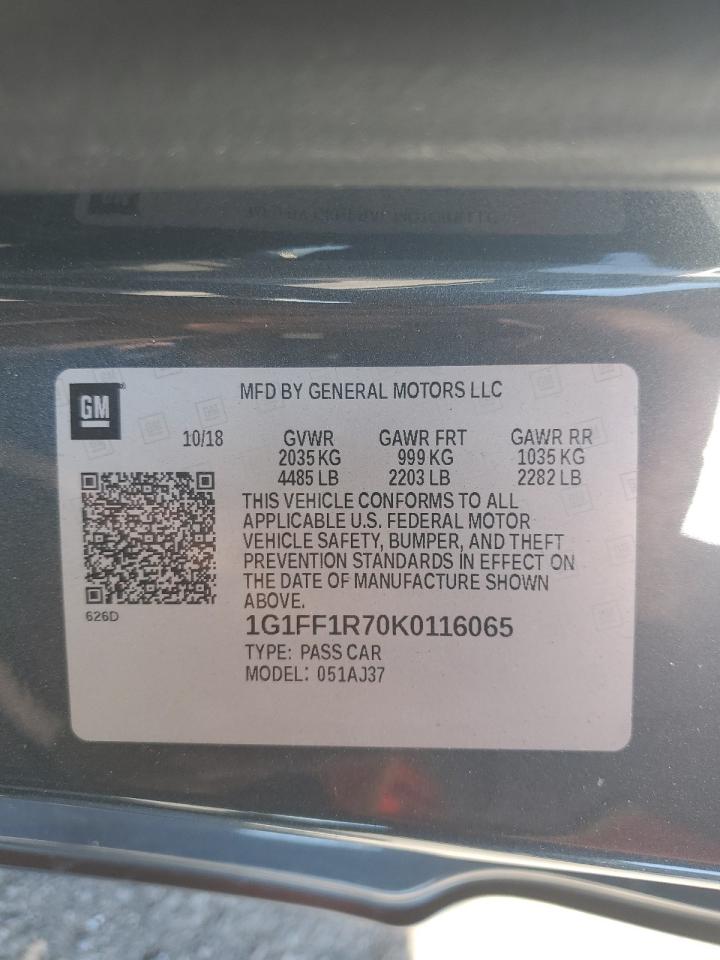 MFD BY GENERAL MOTORS LLC
GM
10/18 GVWR GAWR FRT GAWR RR
2035 KG 999 KG 1035 KG
4485 LB 2203 LB 2282 LB
THIS VEHICLE CONFORMS TO ALL
APPLICABLE U.S. FEDERAL MOTOR
VEHICLE SAFETY, BUMPER, AND THEFT
PREVENTION STANDARDS IN EFFECT ON
THE DATE OF MANUFACTURE SHOWN
ABOVE.
626D
1G1FF1R70K0116065
TYPE: PASS CAR
MODEL: 051AJ37